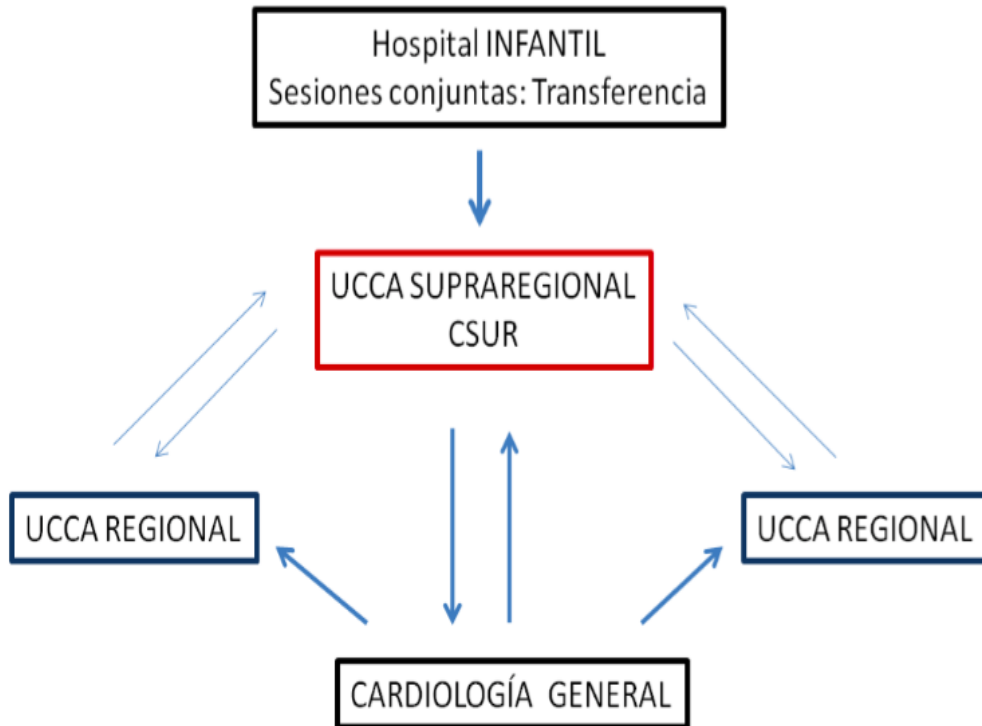 Hospital INFANTIL
Sesiones conjuntas: Transferencia
UCCA SUPRAREGIONAL
CSUR
UCCA REGIONAL
UCCA REGIONAL
CARDIOLOGÍA GENERAL